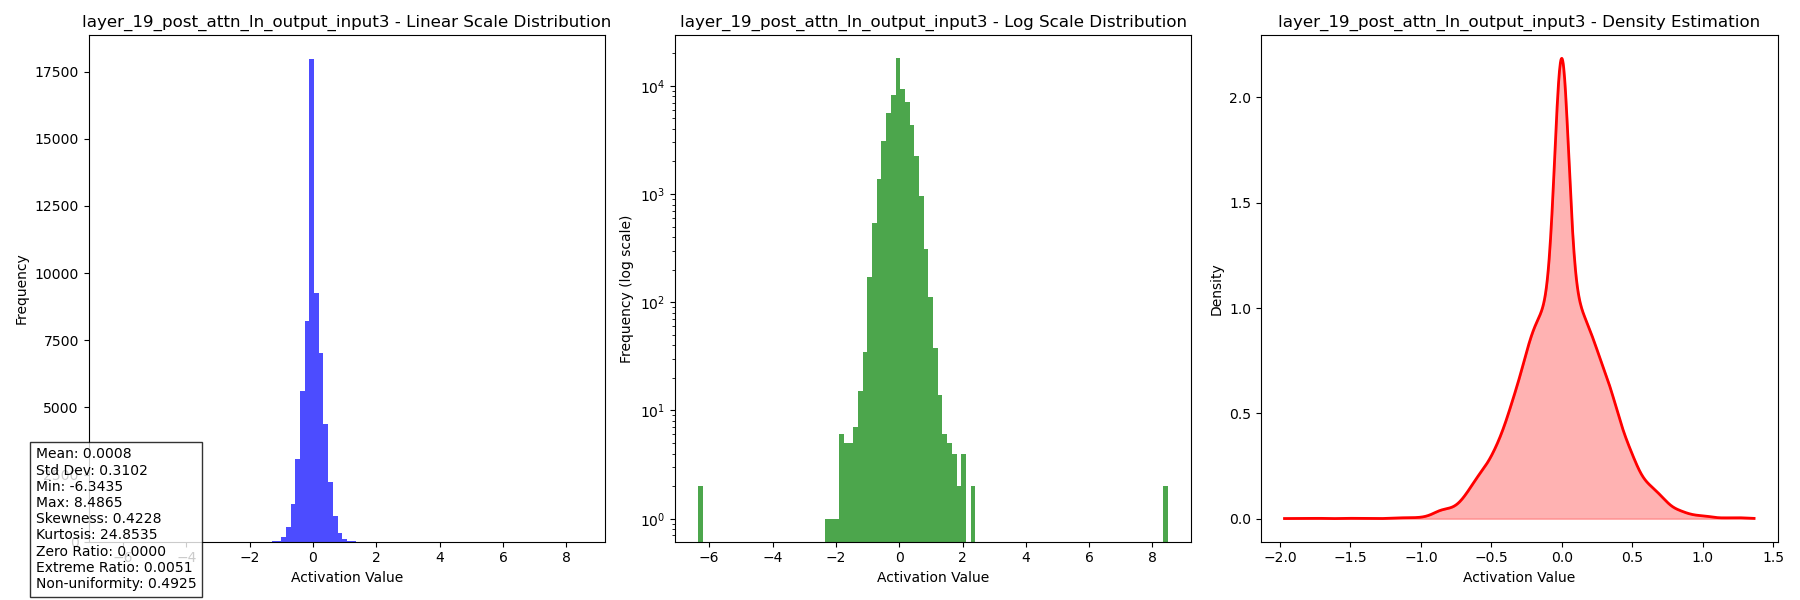 layer_19_post_attn_ln_output_input3 - Linear Scale Distribution
17500
15000
12500
10000
7500
5000
2500
0
Frequency
−6
−4
−2
0
2
4
6
8
Activation Value
Mean: 0.0008
Std Dev: 0.3102
Min: -6.3435
Max: 8.4865
Skewness: 0.4228
Kurtosis: 24.8535
Zero Ratio: 0.0000
Extreme Ratio: 0.0051
Non-uniformity: 0.4925
layer_19_post_attn_ln_output_input3 - Log Scale Distribution
10⁴
10³
10²
10¹
10⁰
Frequency (log scale)
−6
−4
−2
0
2
4
6
8
Activation Value
layer_19_post_attn_ln_output_input3 - Density Estimation
2.0
1.5
1.0
0.5
0.0
Density
−2.0
−1.5
−1.0
−0.5
0.0
0.5
1.0
1.5
Activation Value